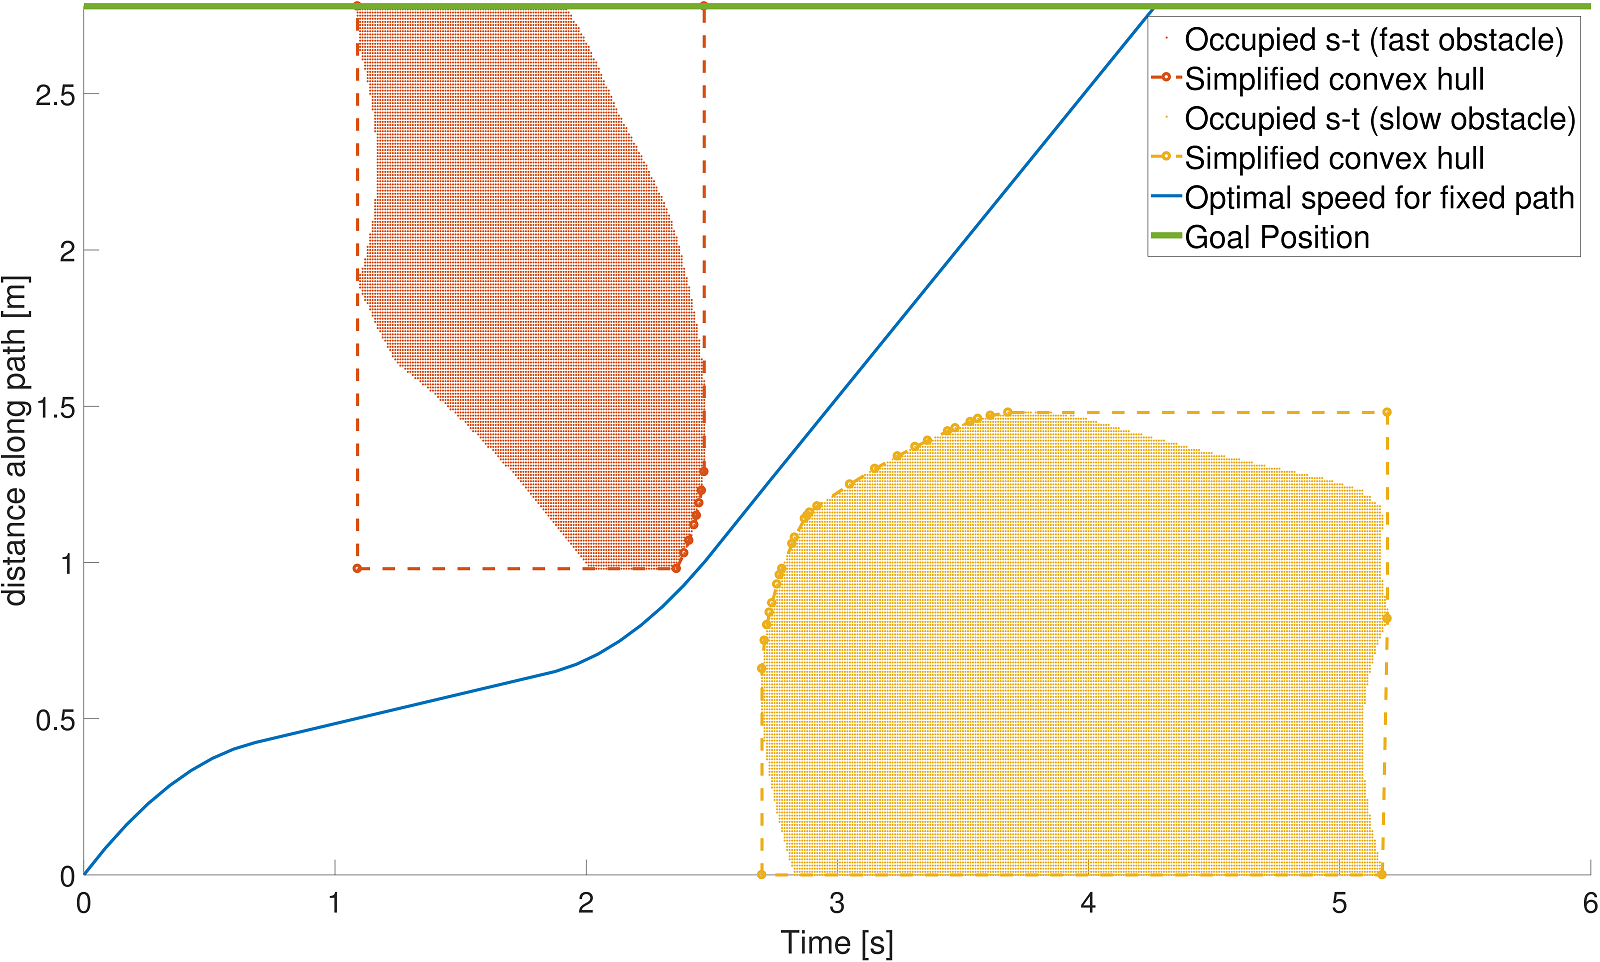 Occupied s-t (fast obstacle)
Simplified convex hull
Occupied s-t (slow obstacle)
Simplified convex hull
Optimal speed for fixed path
Goal Position
distance along path [m]
2.5
2
1.5
1
0.5
0
0 1 2 3 4 5 6
Time [s]